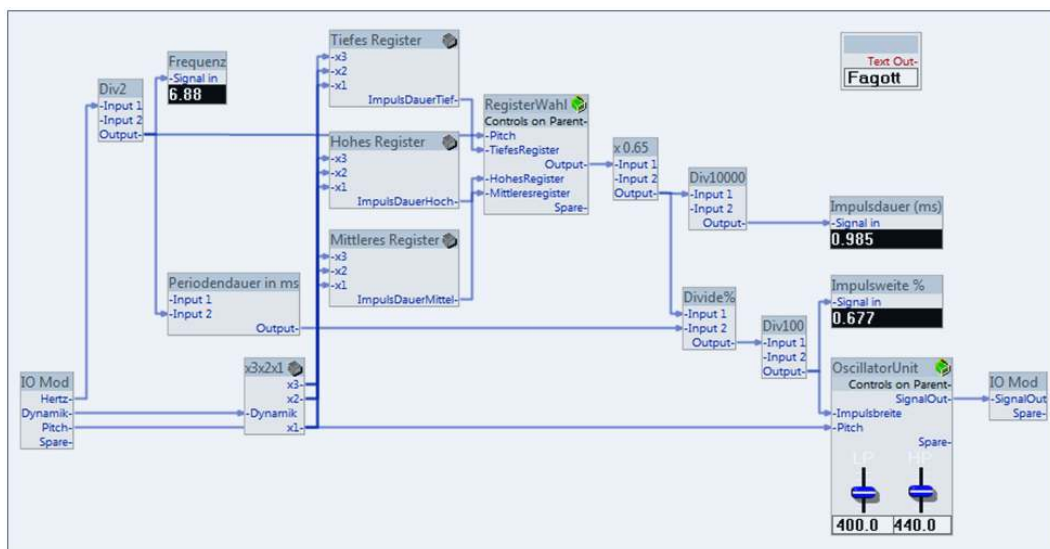 Tiefes Register
-x3
-x2
-x1
ImpulsDauerTief-
Text Out-
Fagott
Frequenz
-Signal in
6.88
Div2
-Input 1
-Input 2
Output-
RegisterWahl
Controls on Parent-
-Pitch
-TiefesRegister
Output-
-HohesRegister
-Mittleresregister
Spare-
Hohes Register
-x3
-x2
-x1
ImpulsDauerHoch-
x 0.65
-Input 1
-Input 2
Output-
Div10000
-Input 1
-Input 2
Output-
Impulsdauer (ms)
-Signal in
0.985
Mittleres Register
-x3
-x2
-x1
ImpulsDauerMittel-
Periodendauer in ms
-Input 1
-Input 2
Output-
Divide%
-Input 1
-Input 2
Output-
Impulsweite %
-Signal in
0.677
Div100
-Input 1
-Input 2
Output-
IO Mod
Hertz-
Dynamik-
Pitch-
Spare-
x3x2x1
x3-
x2-
-Dynamik
x1-
OscillatorUnit
Controls on Parent-
SignalOut-
-Impulsbreite
-Pitch
Spare-
LP HP
400.0 440.0
IO Mod
-SignalOut
Spare-